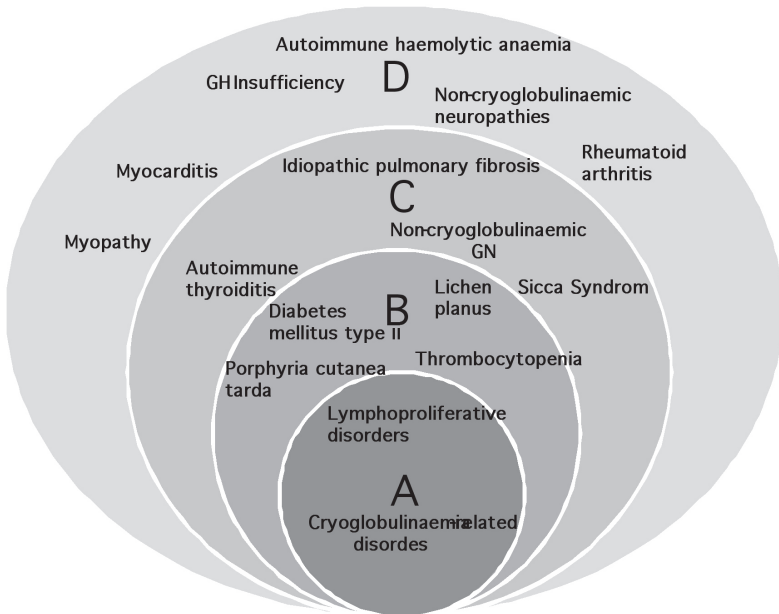 Autoimmune haemolytic anaemia
D
GH Insufficiency
Non-cryoglobulinaemic
neuropathies
Rheumatoid
arthritis
Myocarditis
Idiopathic pulmonary fibrosis
C
Myopathy
Non-cryoglobulinaemic
GN
Autoimmune
thyroiditis
Lichen
planus
Sicca Syndrom
B
Diabetes
mellitus type II
Thrombocytopenia
Porphyria cutanea
tarda
Lymphoproliferative
disorders
A
Cryoglobulinaemia-related
disordes